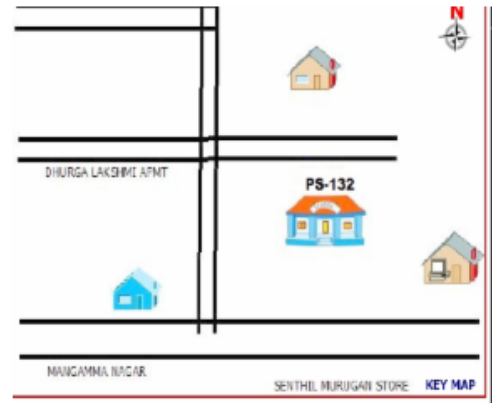 N
DHURGA LAKSHMI APMT
PS-132
MANGAMMA NAGAR
SENTHIL MURUGAN STORE
KEY MAP